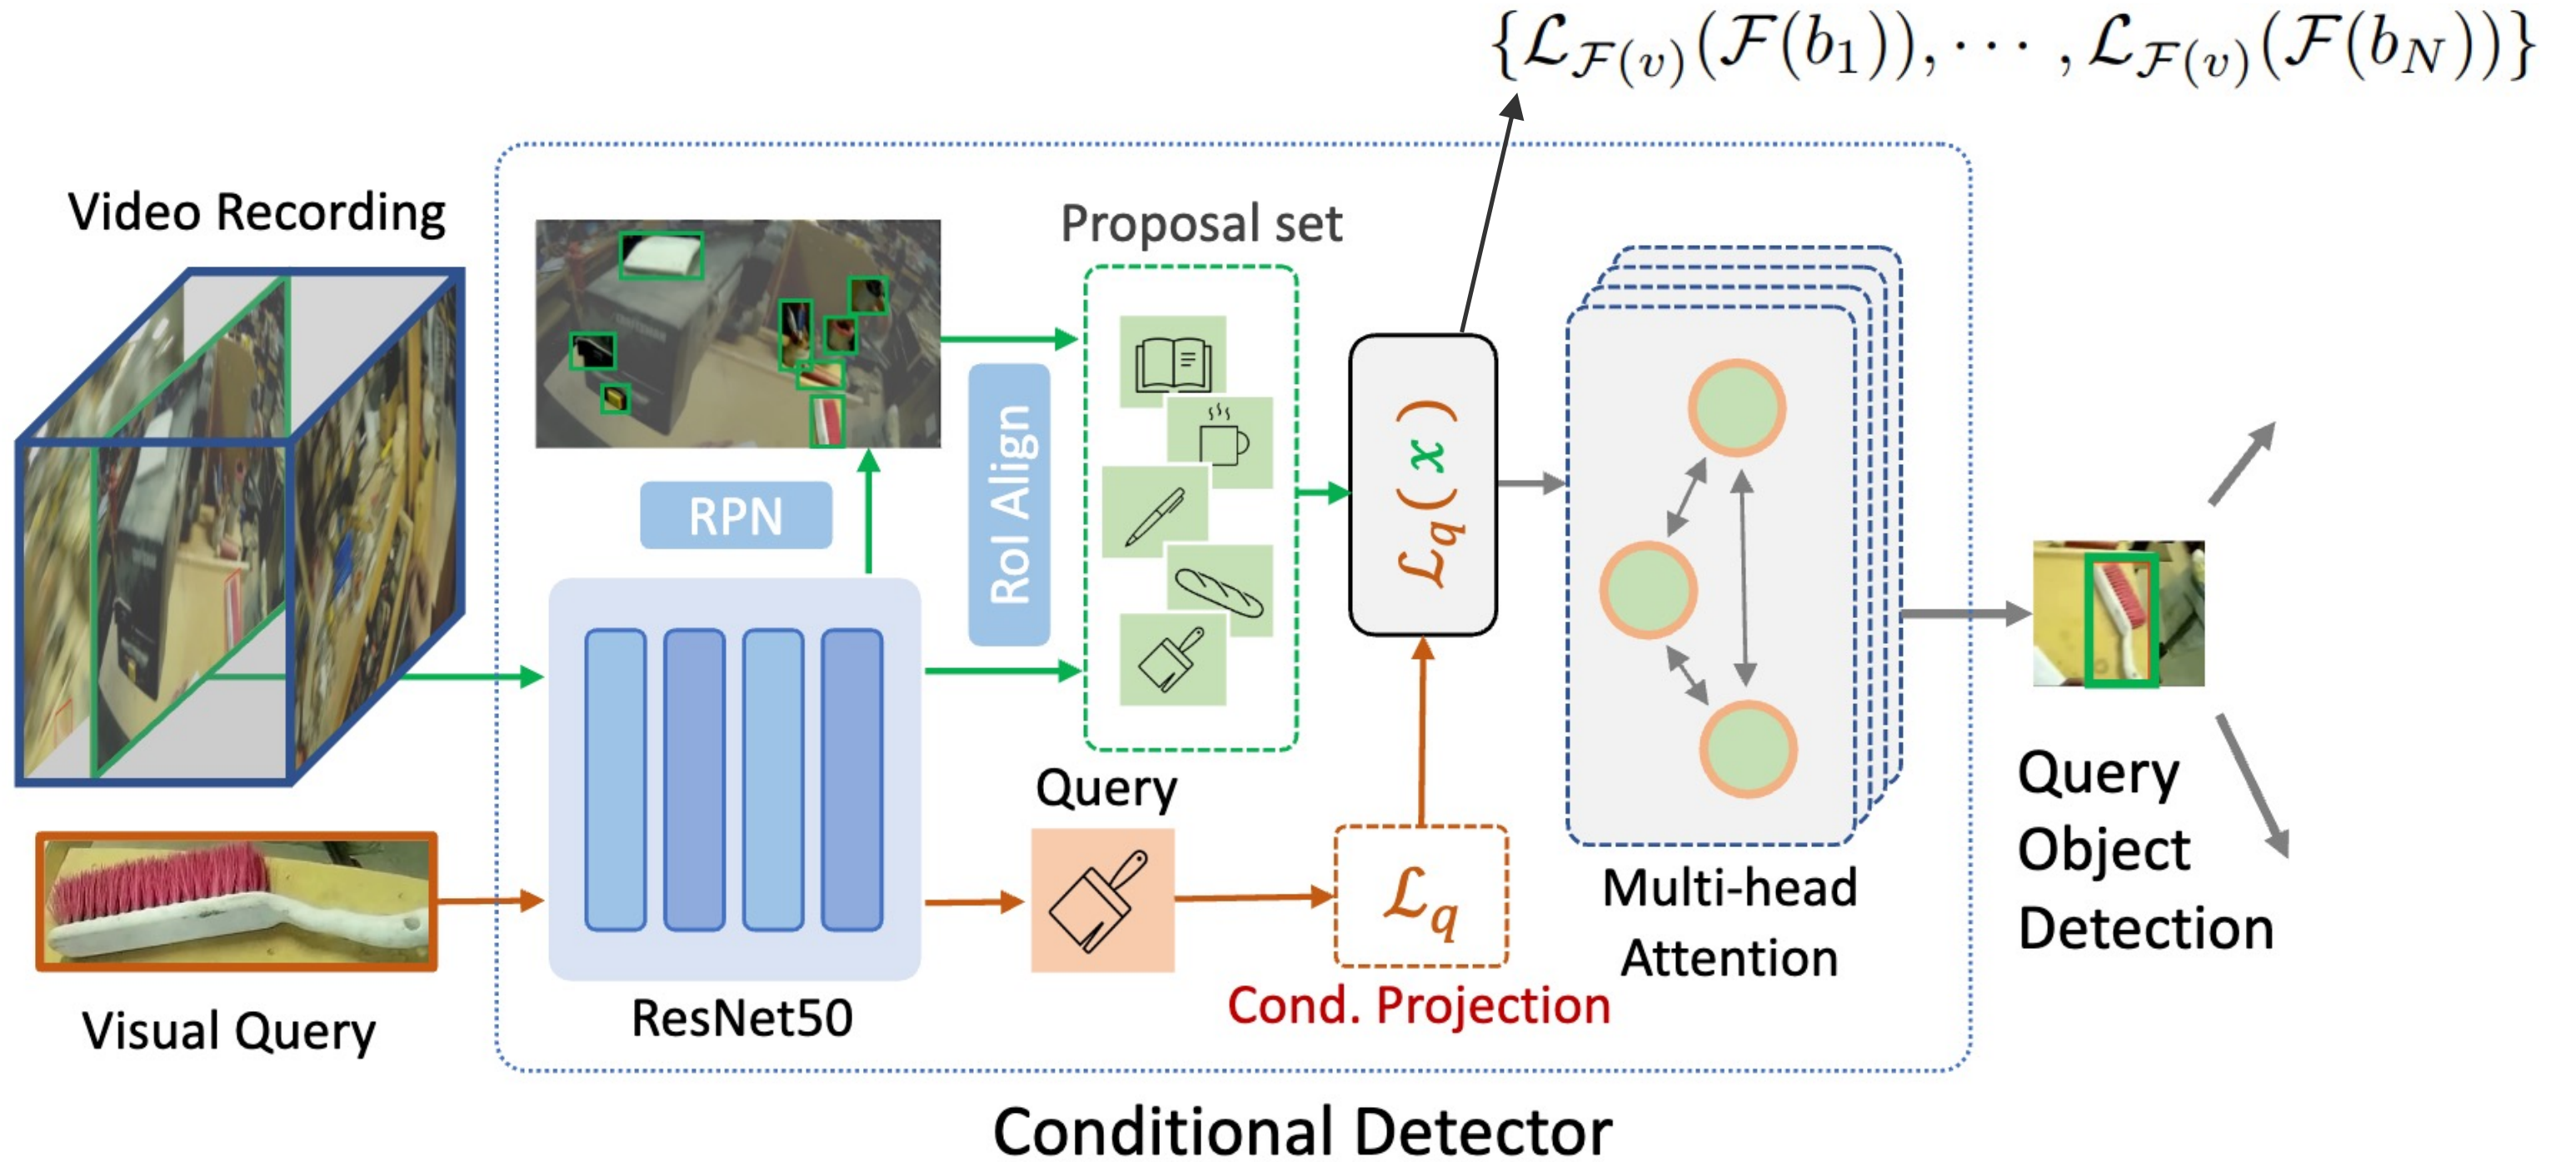 {ℒ_{ℱ(v)}(ℱ(b_1)), ⋯ , ℒ_{ℱ(v)}(ℱ(b_N))}
Video Recording
Proposal set
RPN
RoI Align
ℒ_q(x)
Query
ℒ_q
Cond. Projection
Multi-head
Attention
Query
Object
Detection
Visual Query
ResNet50
Conditional Detector